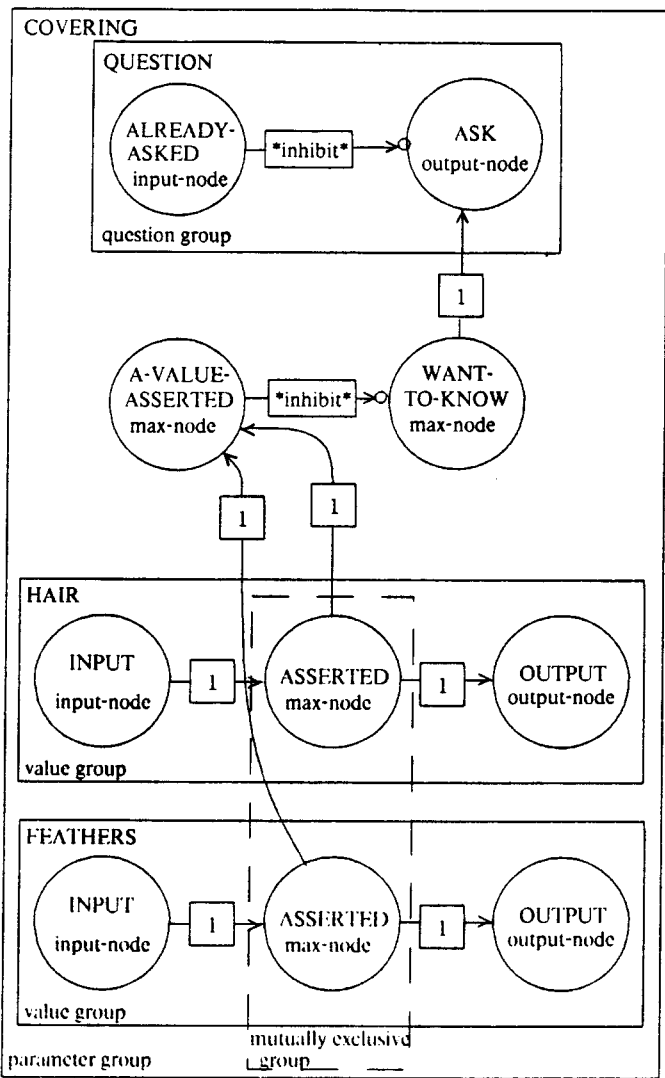 COVERING
QUESTION
ALREADY-
ASKED
input-node
*inhibit*
ASK
output-node
question group
1
A-VALUE-
ASSERTED
max-node
*inhibit*
WANT-
TO-KNOW
max-node
1
1
HAIR
INPUT
input-node
1
ASSERTED
max-node
1
OUTPUT
output-node
value group
FEATHERS
INPUT
input-node
1
ASSERTED
max-node
1
OUTPUT
output-node
value group
mutually exclusive
group
parameter group